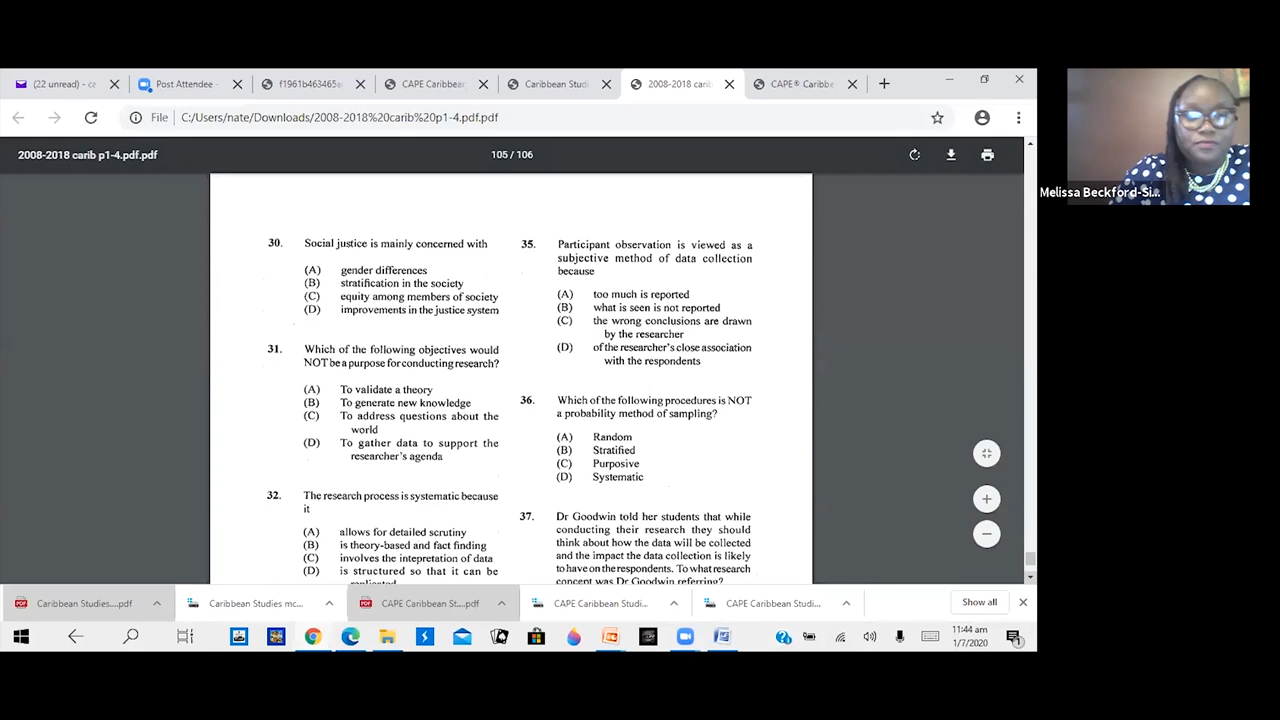 (22 unread) - ca
Post Attendee -
f1961b463465a
CAPE Caribbear
Caribbean Studi
2008-2018 carib
CAPE® Caribbe
File
C:/Users/nate/Downloads/2008-2018%20carib%20p1-4.pdf.pdf
2008-2018 carib p1-4.pdf.pdf
105 / 106
30. Social justice is mainly concerned with
(A) gender differences
(B) stratification in the society
(C) equity among members of society
(D) improvements in the justice system
31. Which of the following objectives would
NOT be a purpose for conducting research?
(A) To validate a theory
(B) To generate new knowledge
(C) To address questions about the
world
(D) To gather data to support the
researcher's agenda
32. The research process is systematic because
it
(A) allows for detailed scrutiny
(B) is theory-based and fact finding
(C) involves the intepretation of data
(D) is structured so that it can be
replicated
35. Participant observation is viewed as a
subjective method of data collection
because
(A) too much is reported
(B) what is seen is not reported
(C) the wrong conclusions are drawn
by the researcher
(D) of the researcher's close association
with the respondents
36. Which of the following procedures is NOT
a probability method of sampling?
(A) Random
(B) Stratified
(C) Purposive
(D) Systematic
37. Dr Goodwin told her students that while
conducting their research they should
think about how the data will be collected
and the impact the data collection is likely
to have on the respondents. To what research
concept was Dr Goodwin referring?
Melissa Beckford-Si...
Caribbean Studies....pdf
Caribbean Studies mc...
CAPE Caribbean St....pdf
CAPE Caribbean Studi...
CAPE Caribbean Studi...
Show all
11:44 am
1/7/2020